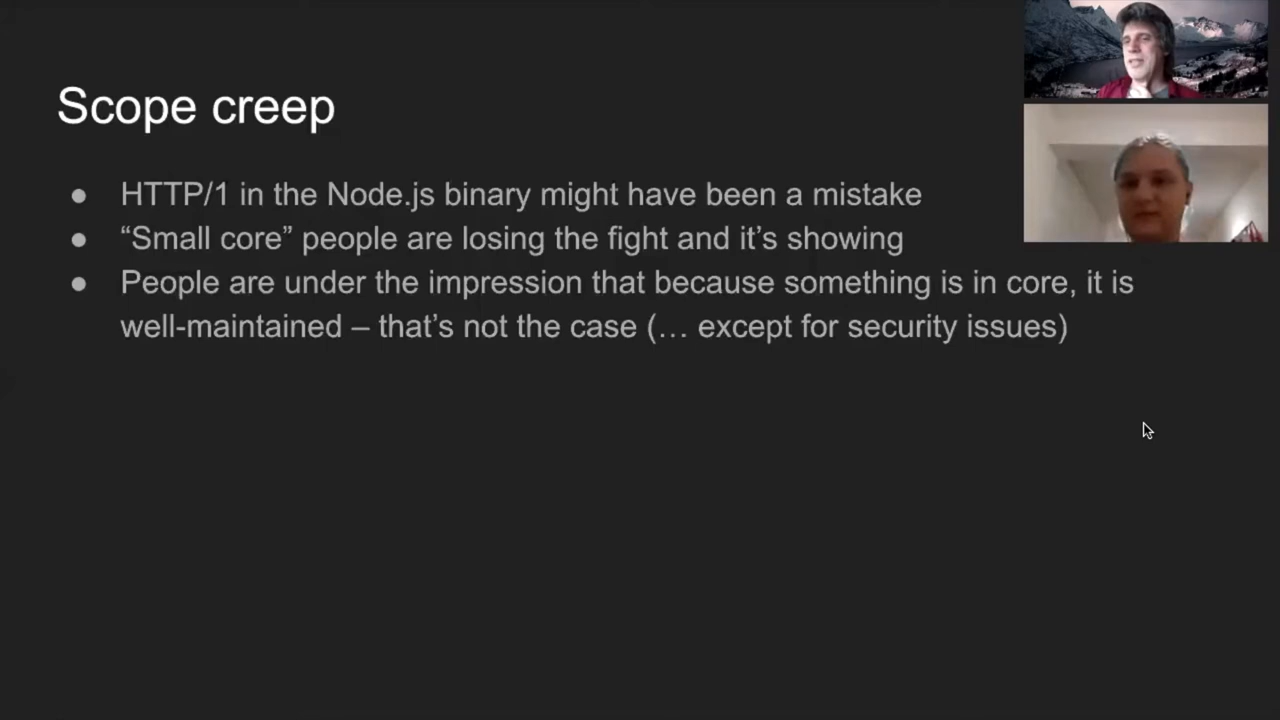 Scope creep
● HTTP/1 in the Node.js binary might have been a mistake
● “Small core” people are losing the fight and it’s showing
● People are under the impression that because something is in core, it is
well-maintained – that’s not the case (… except for security issues)